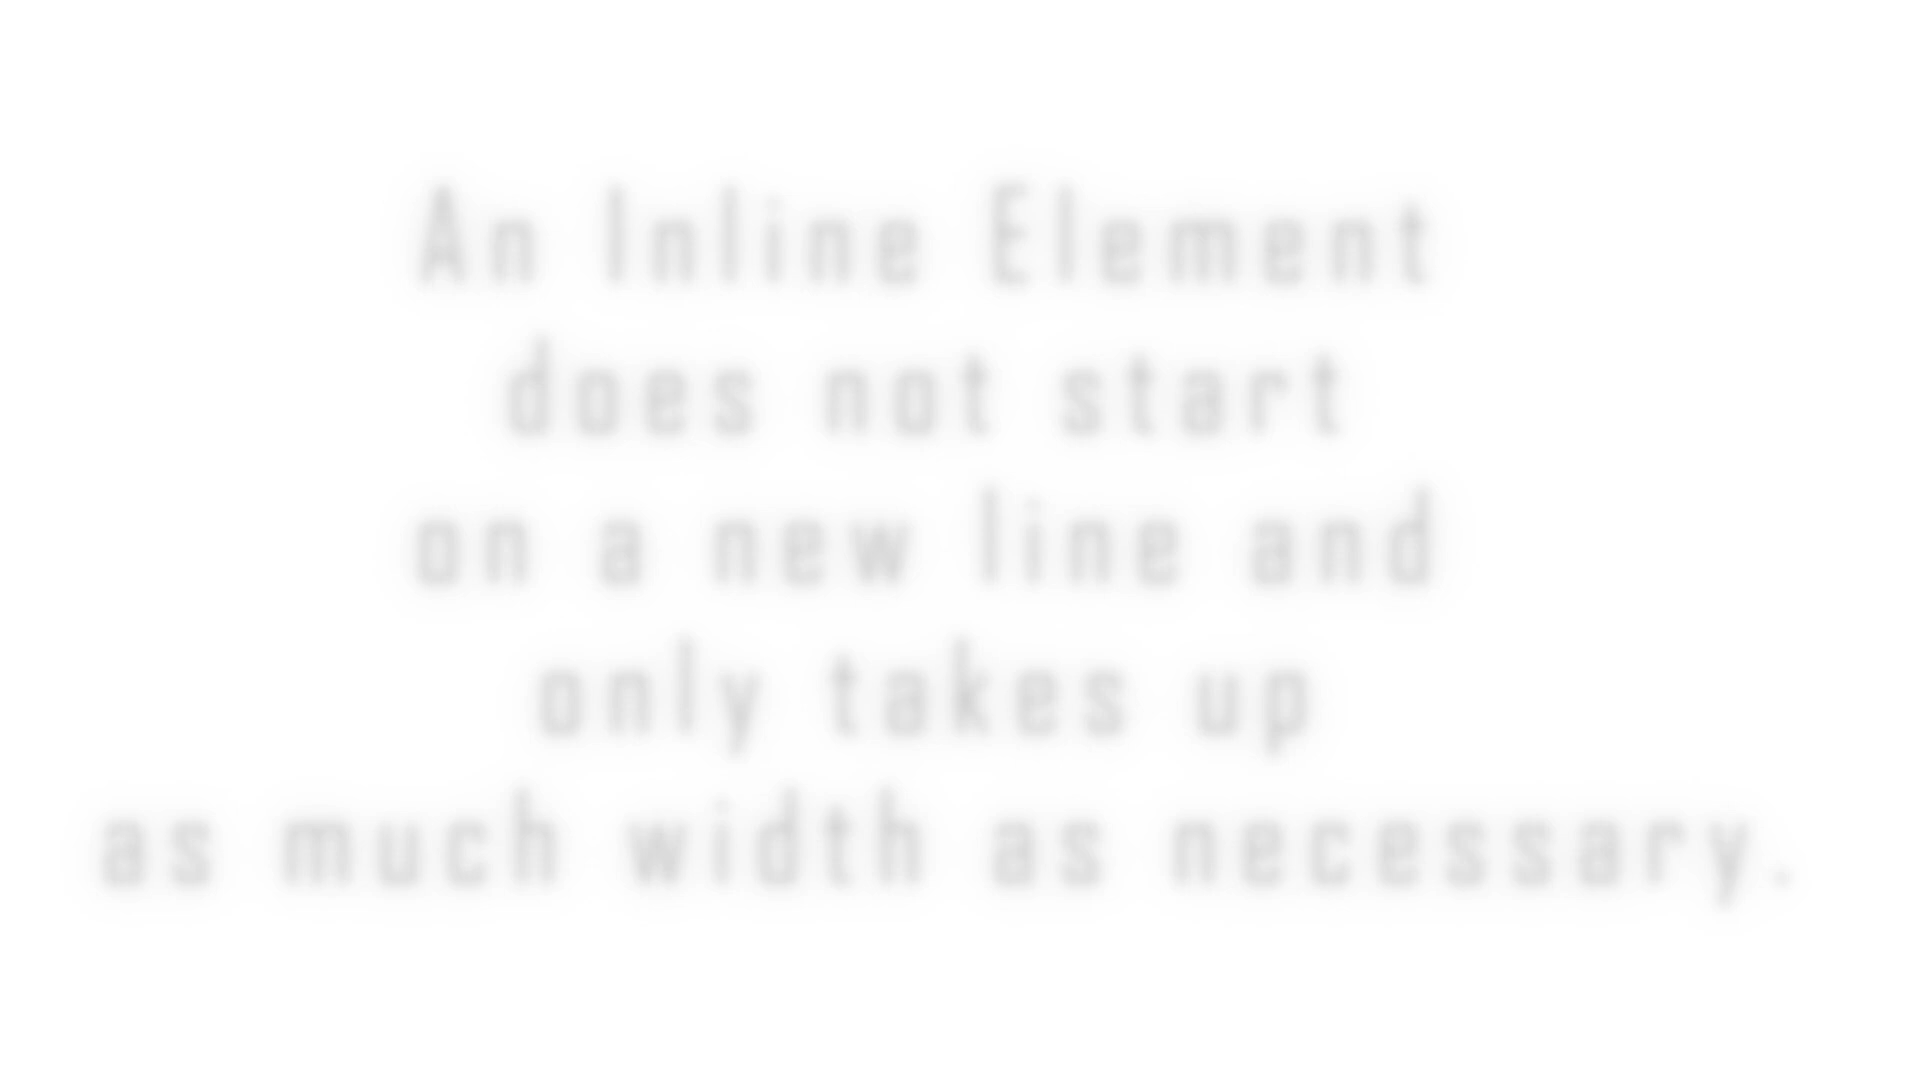 An Inline Element
does not start
on a new line and
only takes up
as much width as necessary.